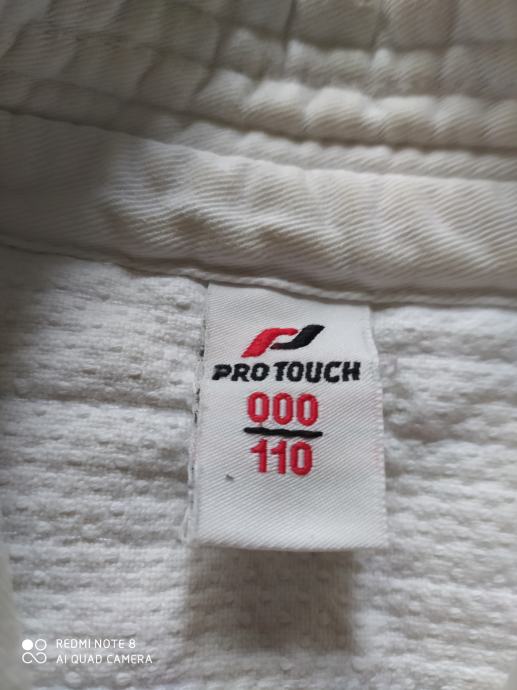 PRO TOUCH
000
110
REDMI NOTE 8
AI QUAD CAMERA